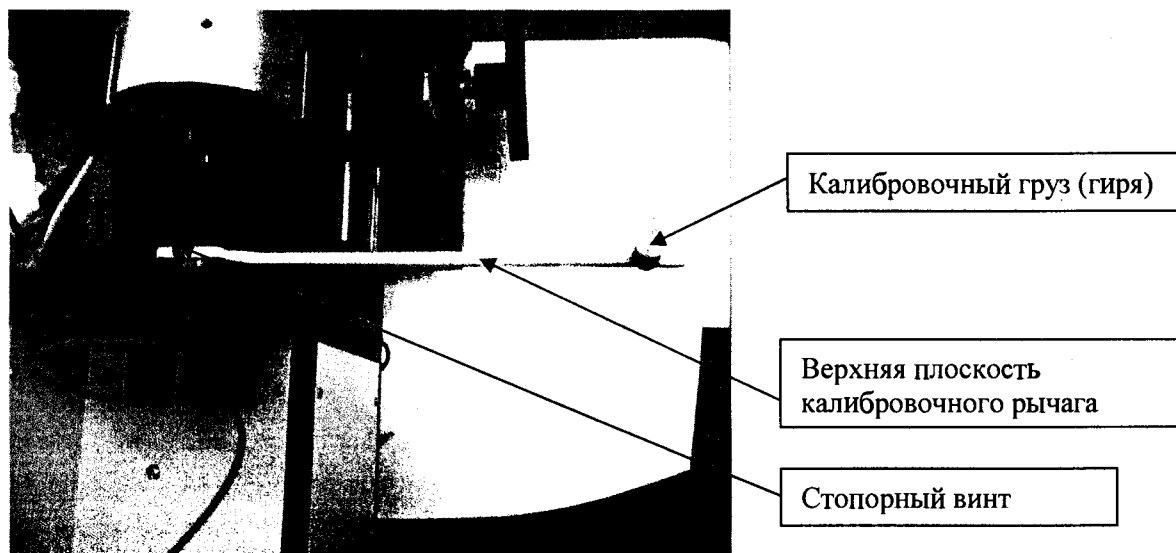 Калибровочный груз (гиря)
Верхняя плоскость
калибровочного рычага
Стопорный винт